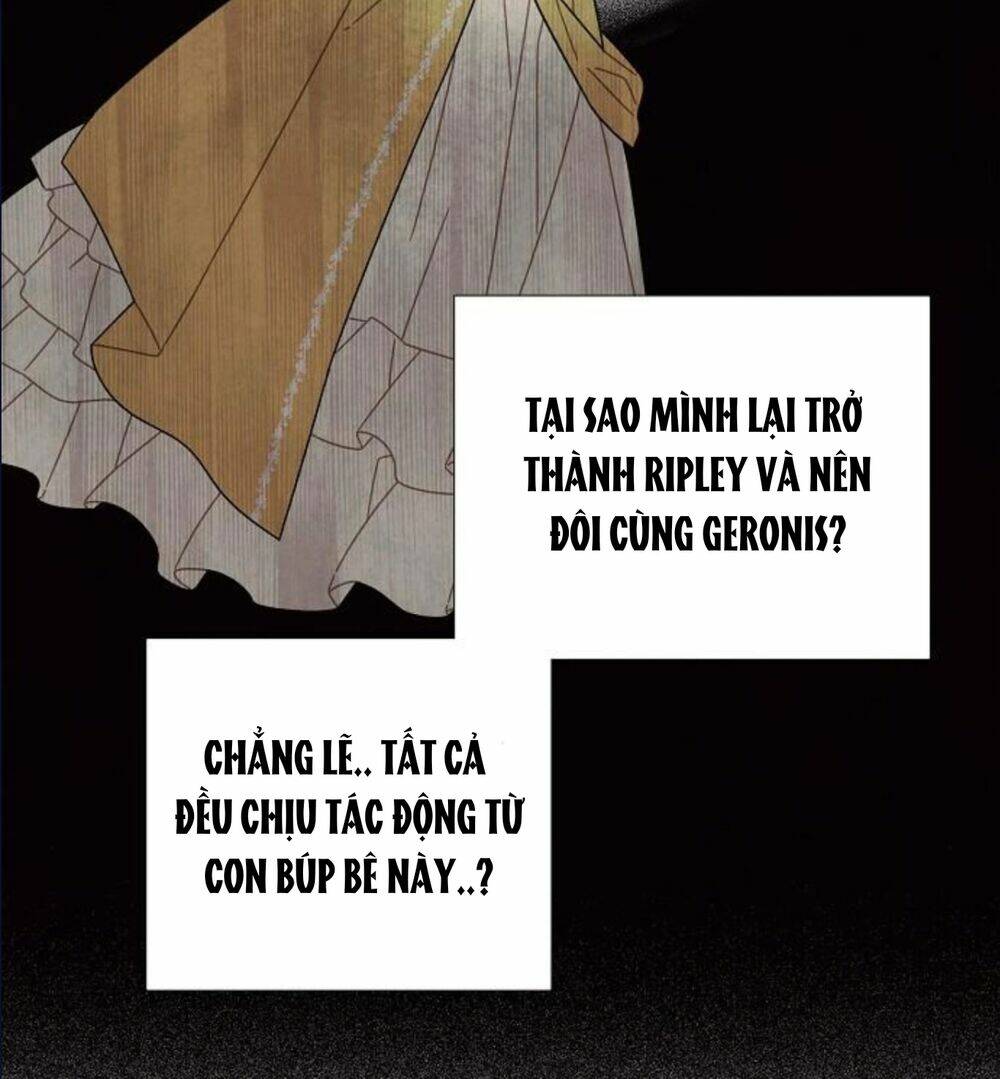 TẠI SAO MÌNH LẠI TRỞ
THÀNH RIPLEY VÀ NÊN
ĐÔI CÙNG GERONIS?
CHẲNG LẼ.. TẤT CẢ
ĐỀU CHỊU TÁC ĐỘNG TỪ
CON BÚP BÊ NÀY..?